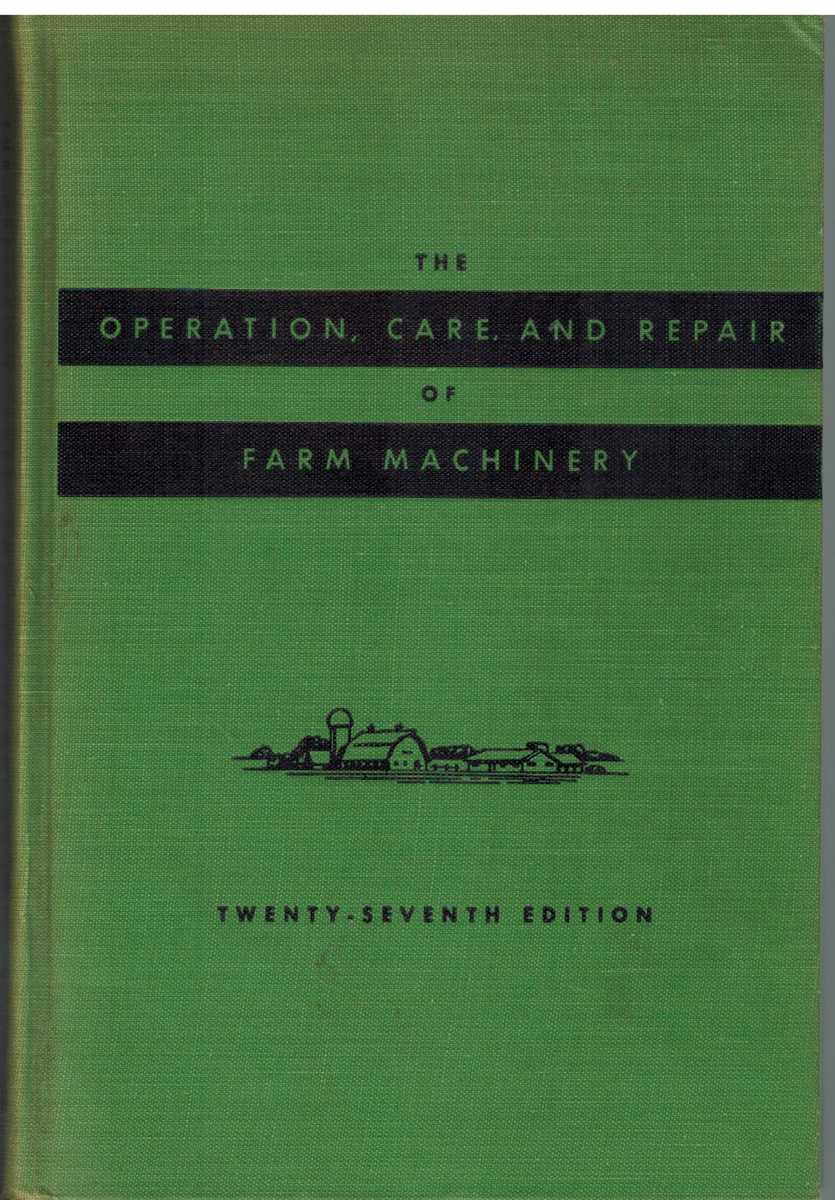 THE
OPERATION, CARE, AND REPAIR
OF
FARM MACHINERY
TWENTY-SEVENTH EDITION